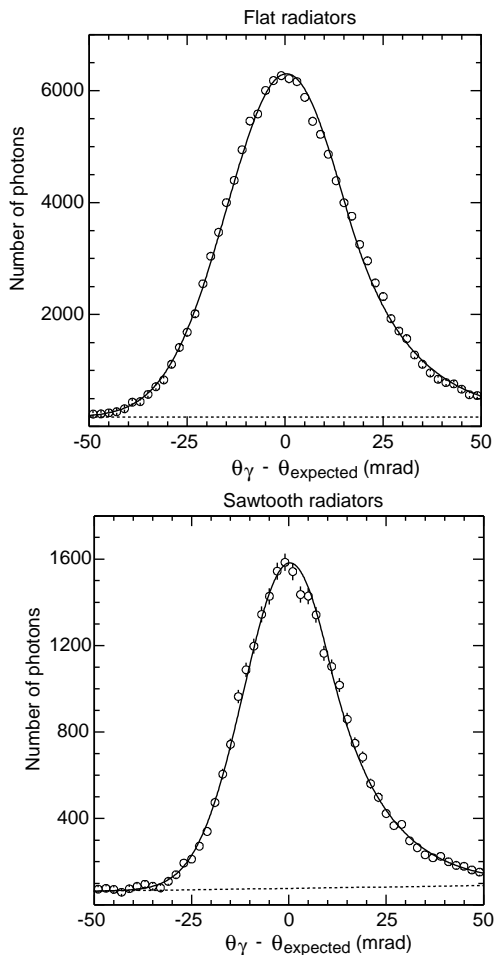 Flat radiators
6000
4000
2000
Number of photons
-50 -25 0 25 50
θγ - θexpected (mrad)
Sawtooth radiators
1600
1200
800
400
Number of photons
-50 -25 0 25 50
θγ - θexpected (mrad)